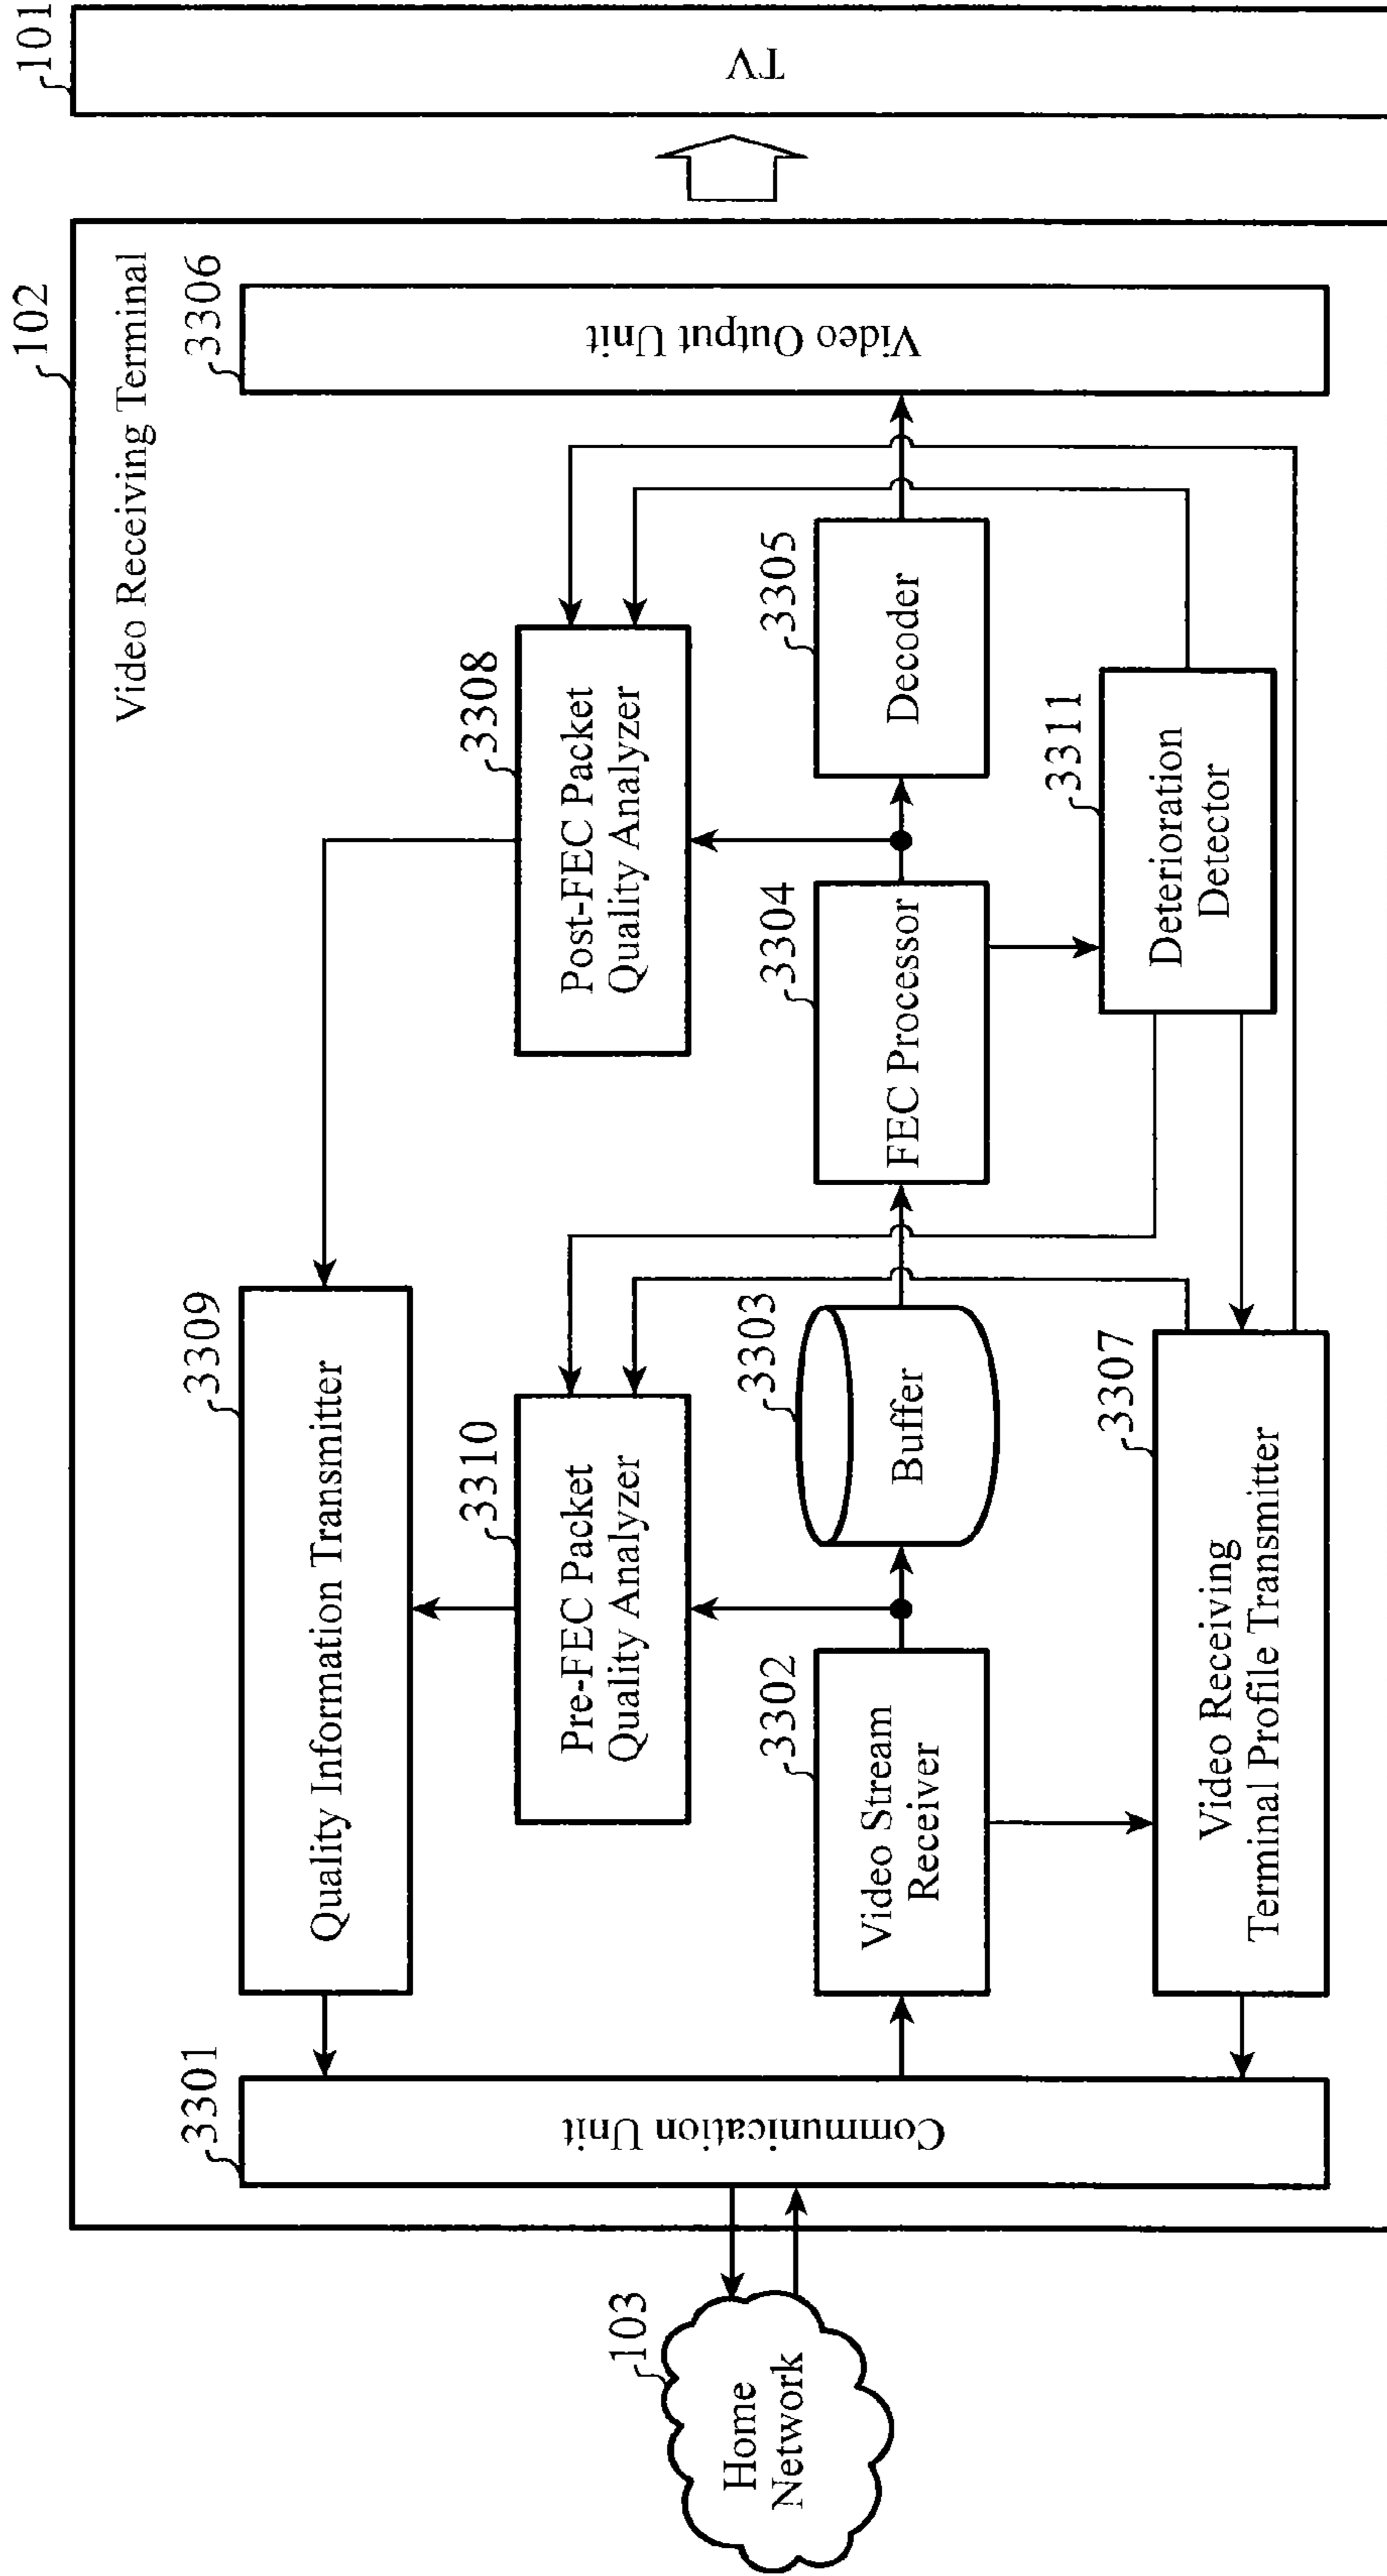 101
TV
102
Video Receiving Terminal
3306
Video Output Unit
3308
Post-FEC Packet
Quality Analyzer
3305
Decoder
3311
Deterioration
Detector
3304
FEC Processor
3309
Quality Information Transmitter
3310
Pre-FEC Packet
Quality Analyzer
3303
Buffer
3307
Video Receiving
Terminal Profile Transmitter
3302
Video Stream
Receiver
3301
Communication Unit
103
Home
Network